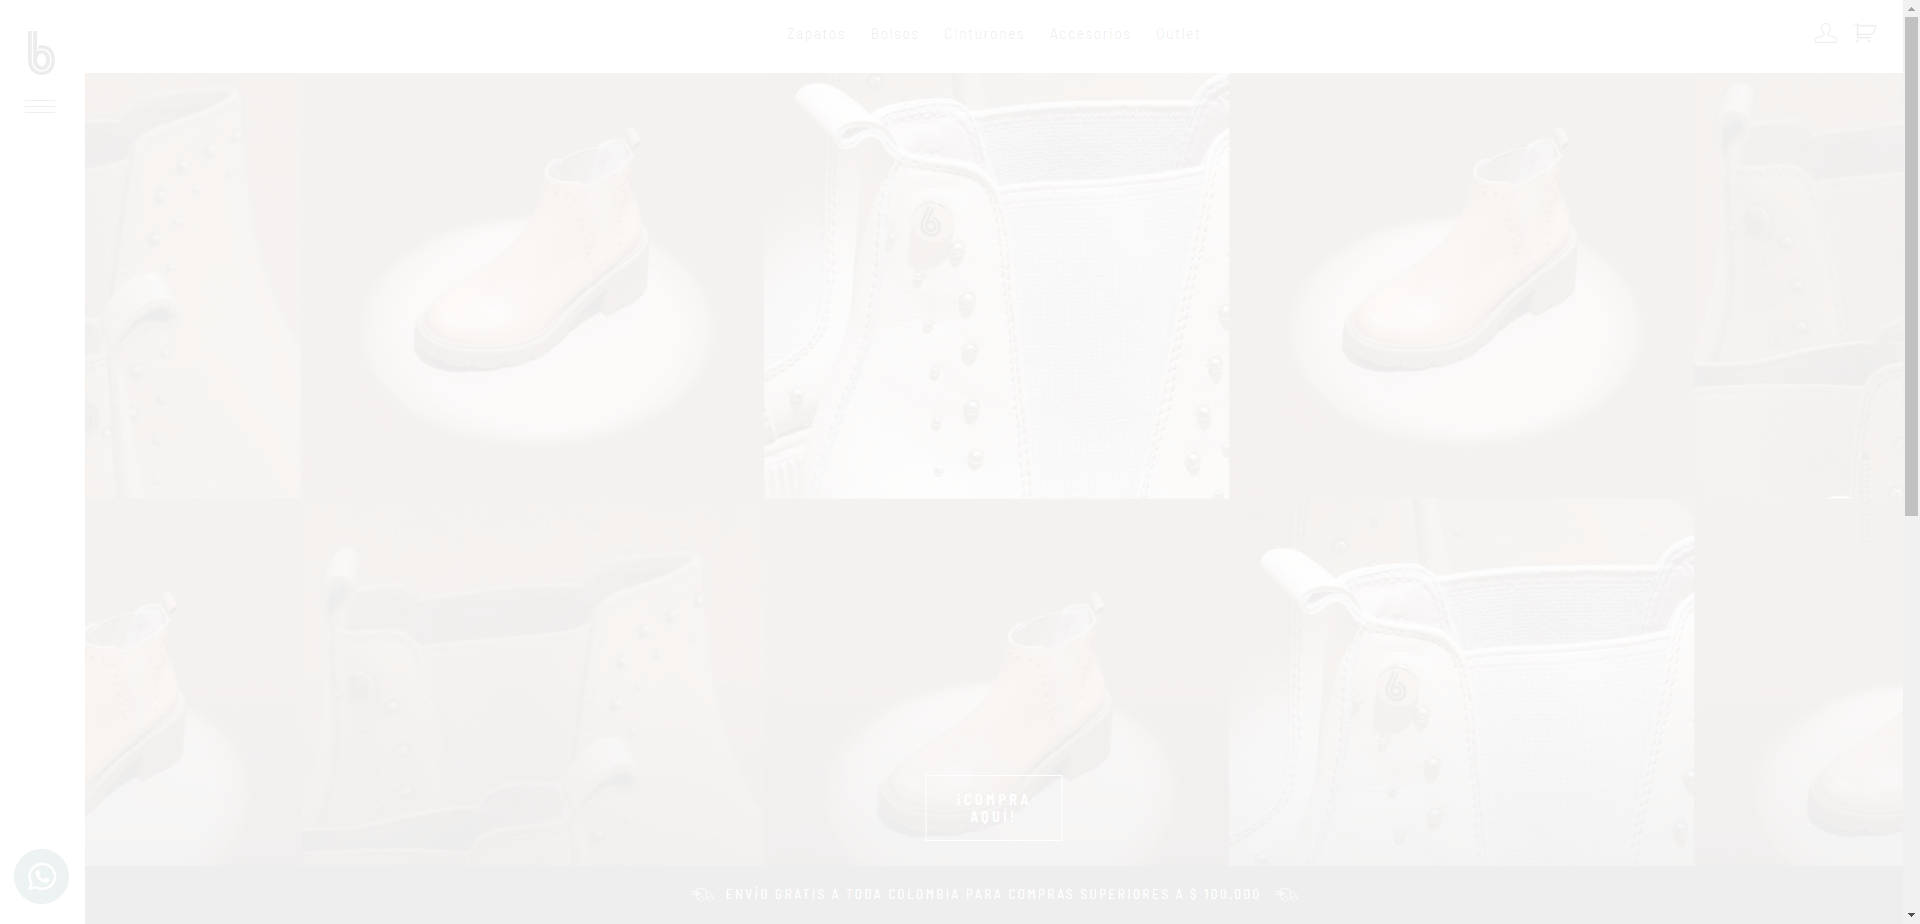 b
Zapatos Bolsos Cinturones Accesorios Outlet
¡COMPRA
AQUÍ!
ENVÍO GRATIS A TODA COLOMBIA PARA COMPRAS SUPERIORES A $ 100.000